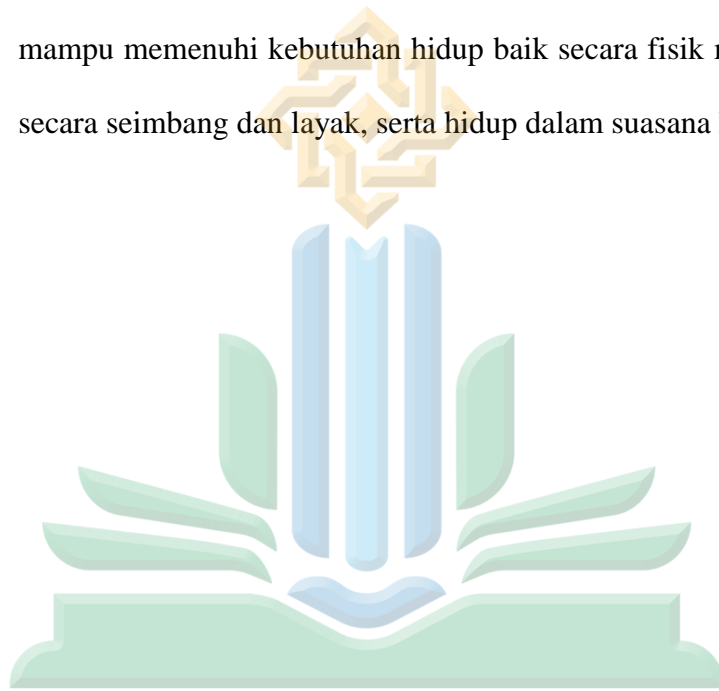 mampu memenuhi kebutuhan hidup baik secara fisik
secara seimbang dan layak, serta hidup dalam suasana